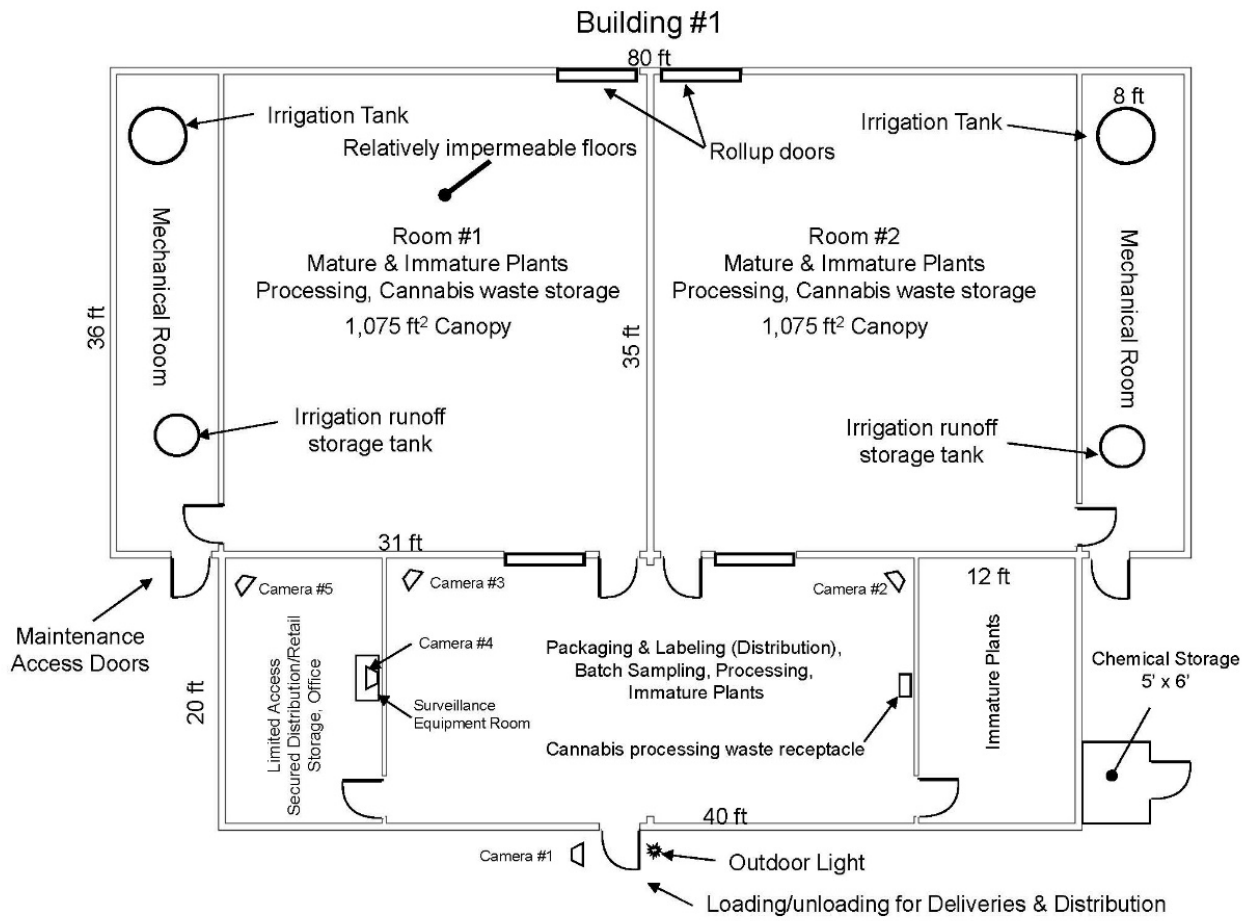 Building #1
80 ft
8 ft
Irrigation Tank
Irrigation Tank
Relatively impermeable floors
Rollup doors
Mechanical Room
Room #1
Mature & Immature Plants
Processing, Cannabis waste storage
1,075 ft² Canopy
Room #2
Mature & Immature Plants
Processing, Cannabis waste storage
1,075 ft² Canopy
Mechanical Room
36 ft
35 ft
Irrigation runoff
storage tank
Irrigation runoff
storage tank
31 ft
Camera #5
Camera #3
Camera #2
12 ft
Maintenance
Access Doors
Camera #4
Surveillance
Equipment Room
Limited Access
Secured Distribution/Retail
Storage, Office
Packaging & Labeling (Distribution),
Batch Sampling, Processing,
Immature Plants
Immature Plants
Chemical Storage
5' x 6'
20 ft
Cannabis processing waste receptacle
40 ft
Camera #1
Outdoor Light
Loading/unloading for Deliveries & Distribution